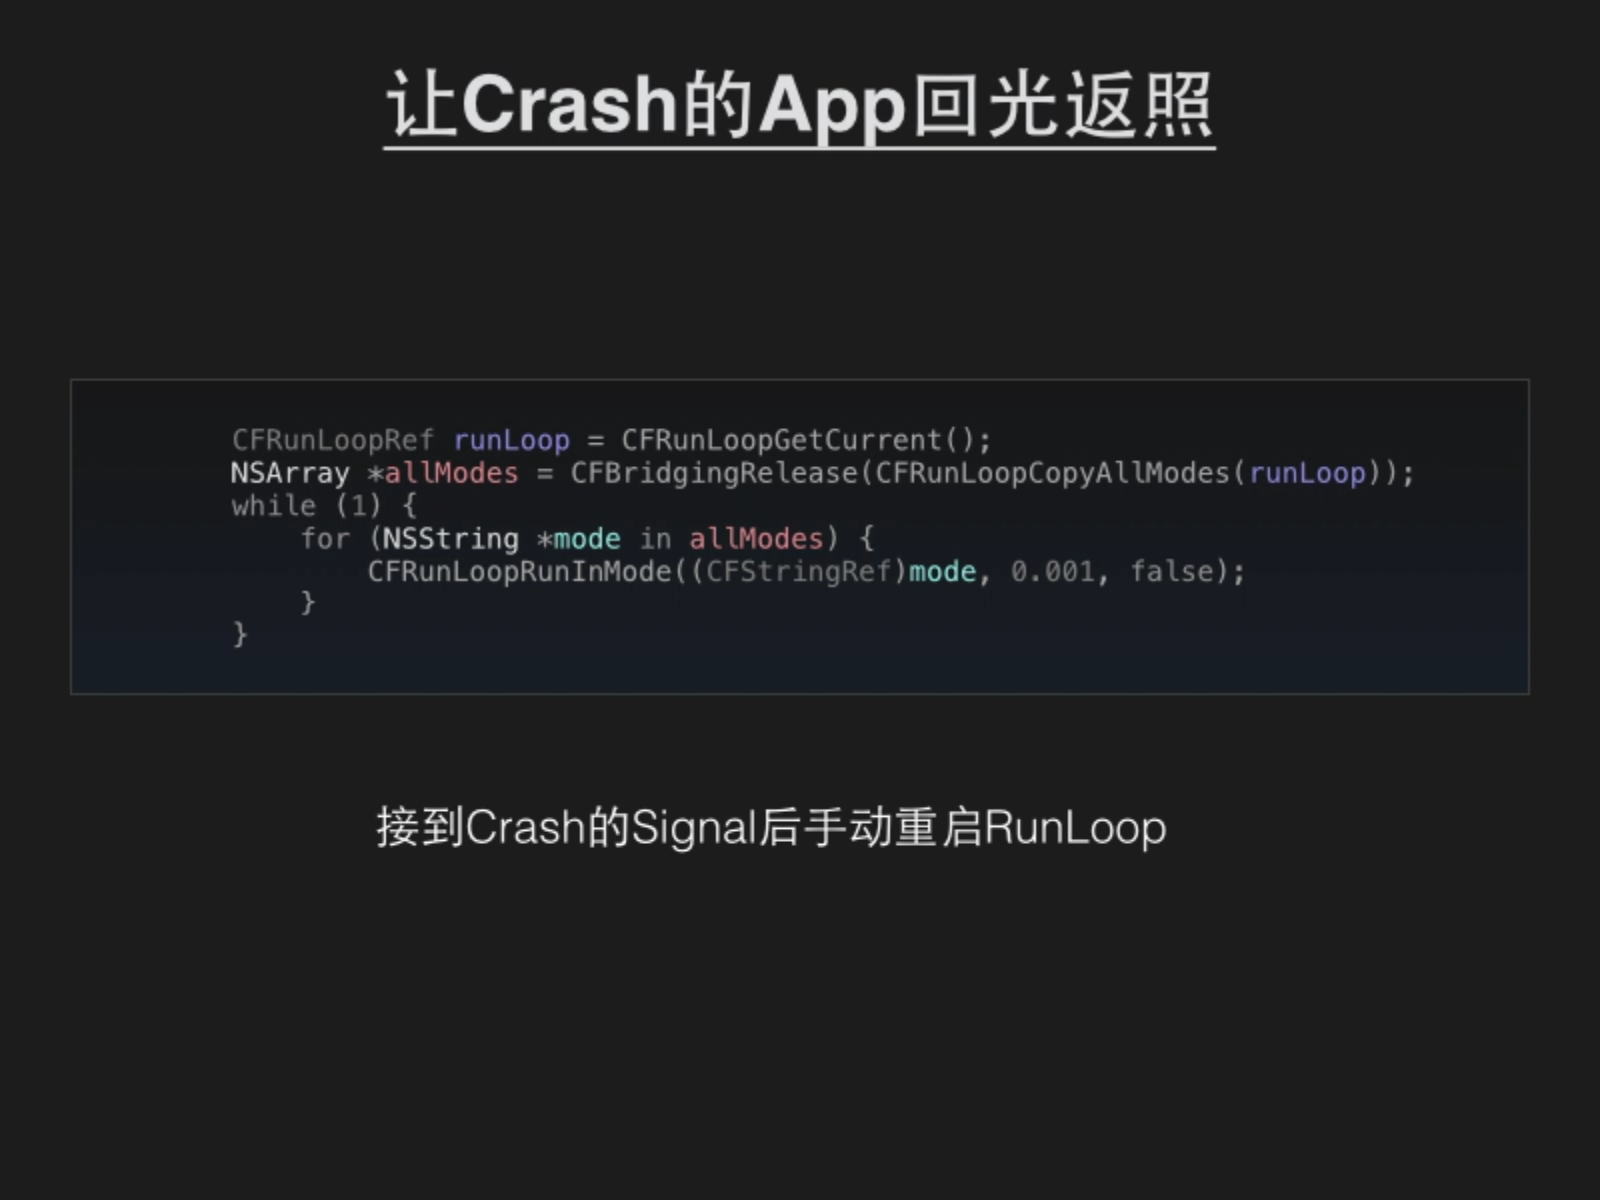 让Crash的App回光返照
CFRunLoopRef runLoop = CFRunLoopGetCurrent();
NSArray *allModes = CFBridgingRelease(CFRunLoopCopyAllModes(runLoop));
while (1) {
    for (NSString *mode in allModes) {
        CFRunLoopRunInMode((CFStringRef)mode, 0.001, false);
    }
}
接到Crash的Signal后手动重启RunLoop